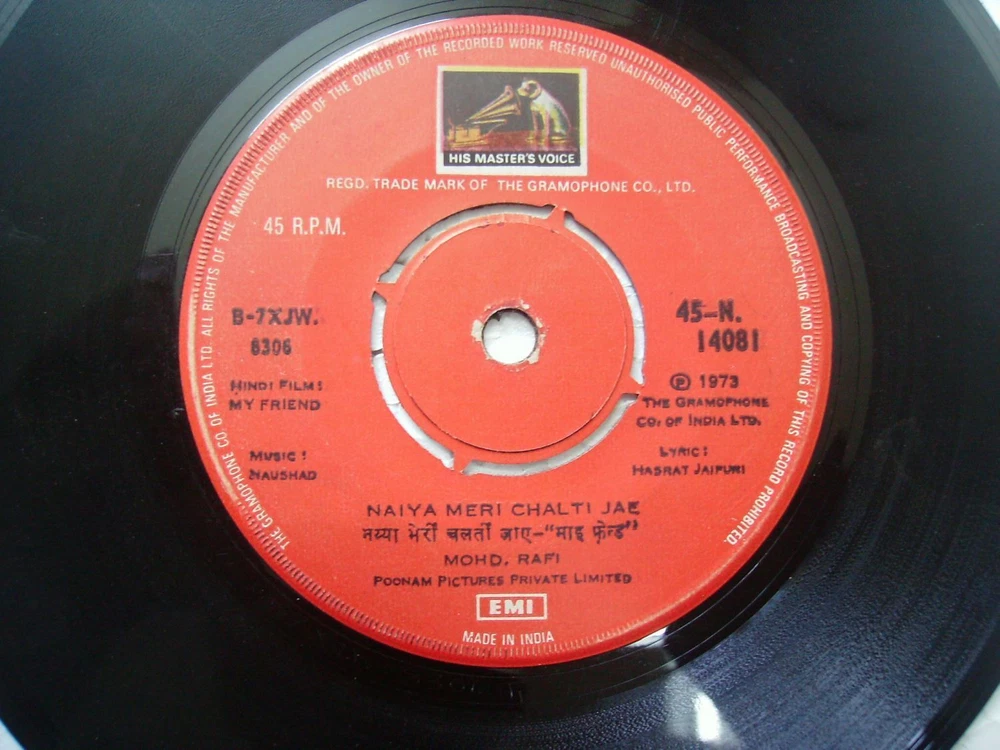 THE GRAMOPHONE CO OF INDIA LTD. ALL RIGHTS OF THE MANUFACTURER AND OF THE OWNER OF THE RECORDED WORK RESERVED UNAUTHORISED PUBLIC PERFORMANCE BROADCASTING AND COPYING OF THIS RECORD PROHIBITED.
HIS MASTER'S VOICE
REGD. TRADE MARK OF THE GRAMOPHONE CO., LTD.
45 R.P.M.
B-7XJW.
8306
45-N.
14081
HINDI FILM:
MY FRIEND
℗ 1973
THE GRAMOPHONE
CO. OF INDIA LTD.
MUSIC:
NAUSHAD
LYRIC:
HASRAT JAIPURI
NAIYA MERI CHALTI JAE
नय्या मेरी चलती जाए-"माइ फ़ेन्ड"
MOHD. RAFI
POONAM PICTURES PRIVATE LIMITED
EMI
MADE IN INDIA